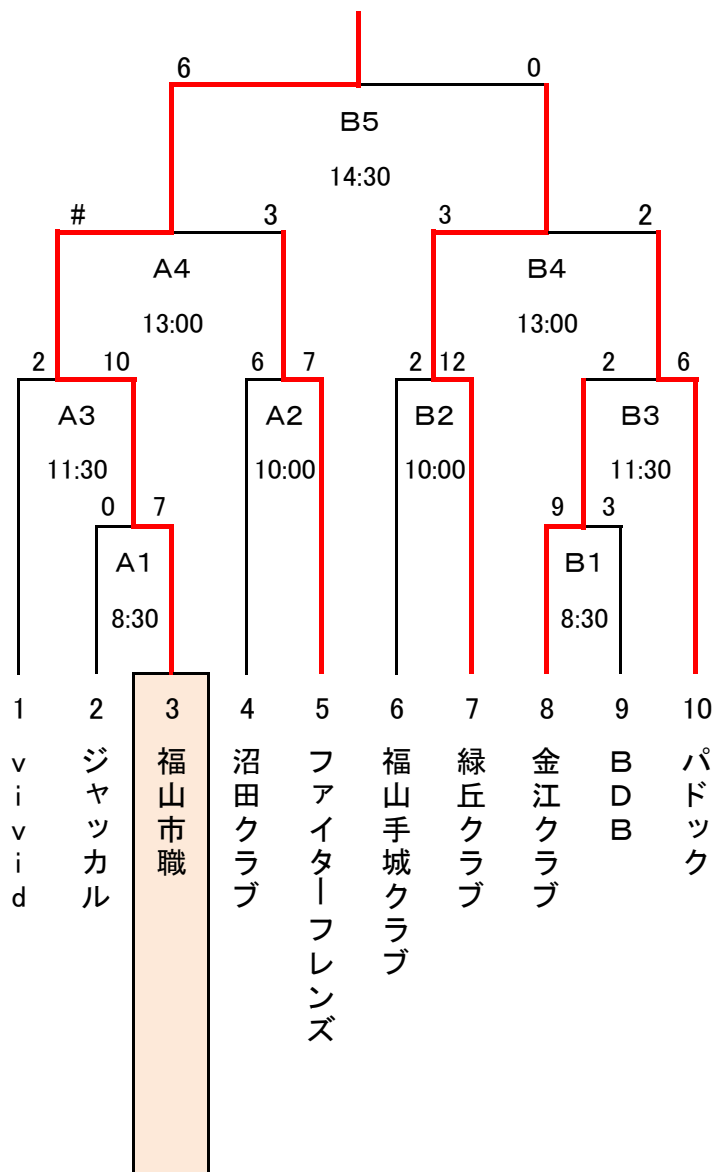 6 0
B5
14:30
# 3 3 2
A4 B4
13:00 13:00
2 10 6 7 2 12 2 6
A3 A2 B2 B3
11:30 10:00 10:00 11:30
0 7 9 3
A1 B1
8:30 8:30
1 2 3 4 5 6 7 8 9 10
vivid
ジャッカル
福山市職
沼田クラブ
ファイターフレンズ
福山手城クラブ
緑丘クラブ
金江クラブ
BDB
パドック